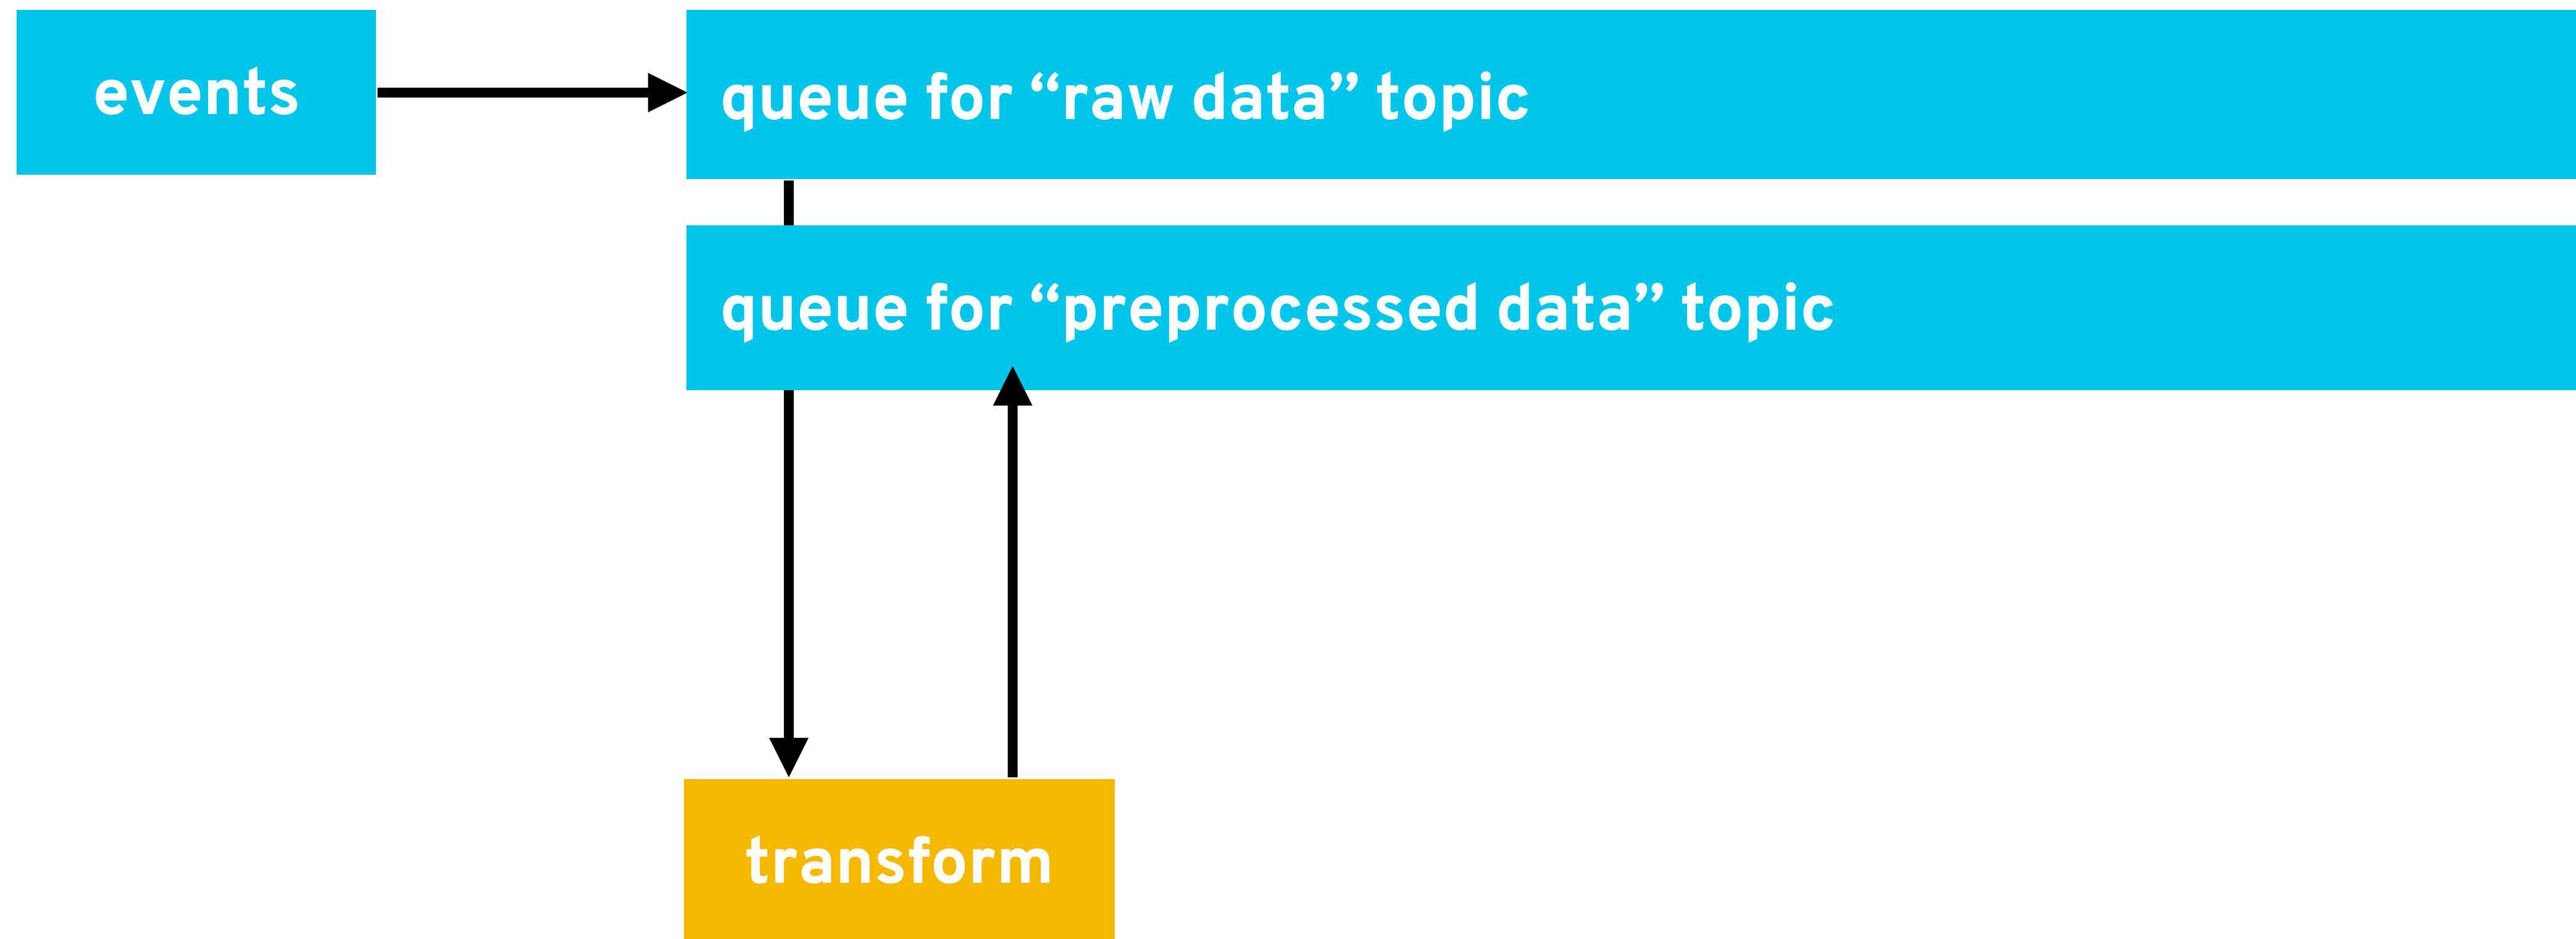 events
queue for “raw data” topic
queue for “preprocessed data” topic
transform